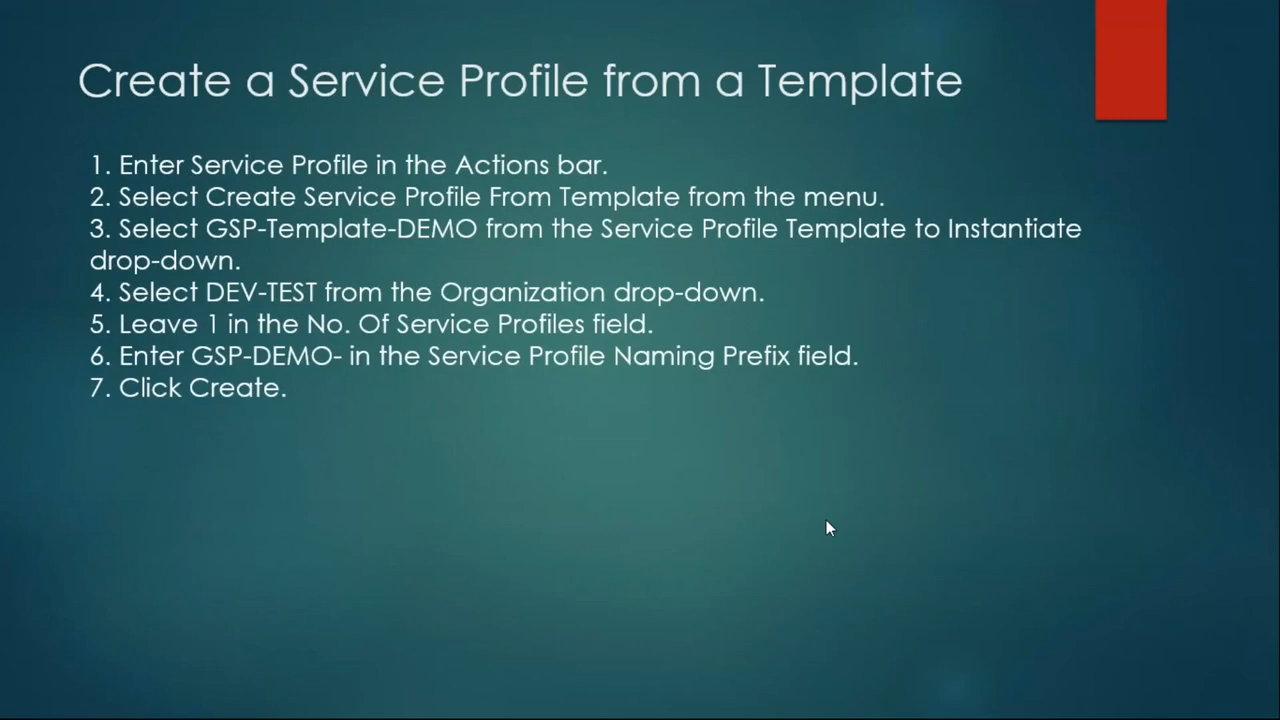 Create a Service Profile from a Template
1. Enter Service Profile in the Actions bar.
2. Select Create Service Profile From Template from the menu.
3. Select GSP-Template-DEMO from the Service Profile Template to Instantiate
drop-down.
4. Select DEV-TEST from the Organization drop-down.
5. Leave 1 in the No. Of Service Profiles field.
6. Enter GSP-DEMO- in the Service Profile Naming Prefix field.
7. Click Create.